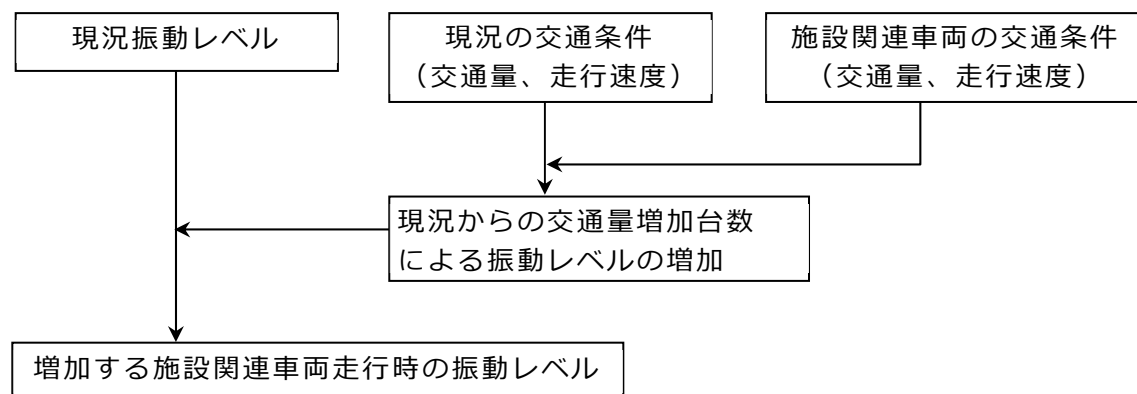 現況振動レベル
現況の交通条件
（交通量、走行速度）
施設関連車両の交通条件
（交通量、走行速度）
現況からの交通量増加台数
による振動レベルの増加
増加する施設関連車両走行時の振動レベル